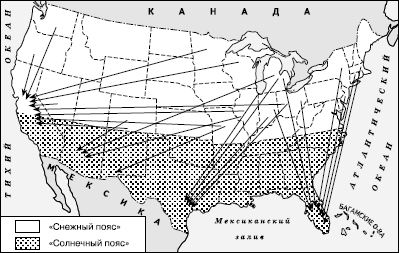 КАНАДА
ТИХИЙ ОКЕАН
АТЛАНТИЧЕСКИЙ ОКЕАН
МЕКСИКА
БАГАМСКИЕ О-ВА
Мексиканский
залив
«Снежный пояс»
«Солнечный пояс»